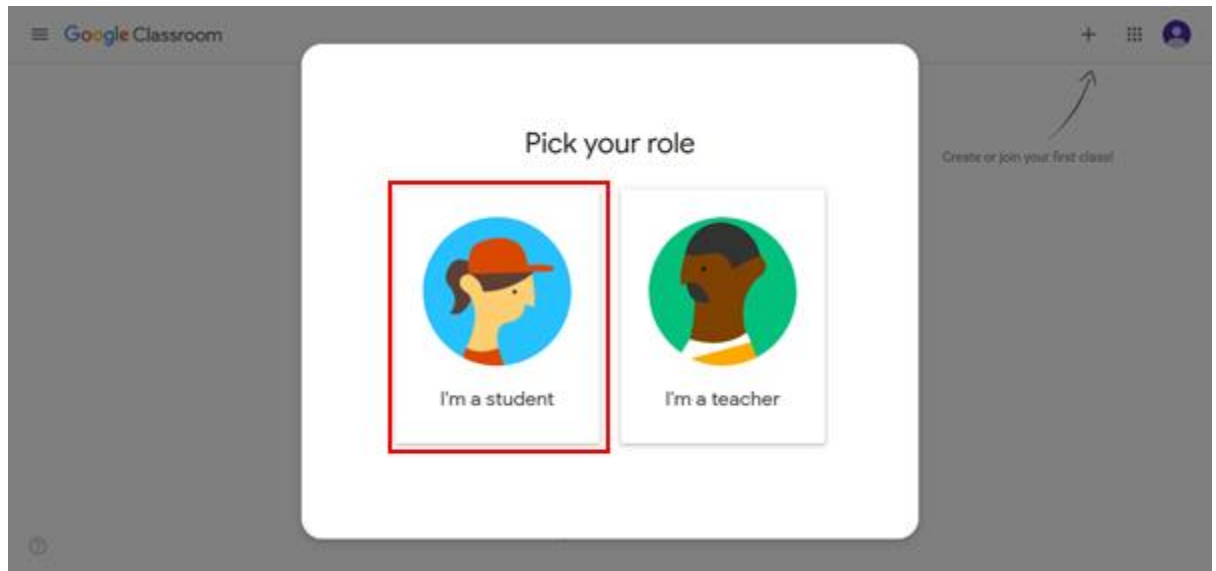 Google Classroom
Create or join your first class!
Pick your role
I'm a student
I'm a teacher